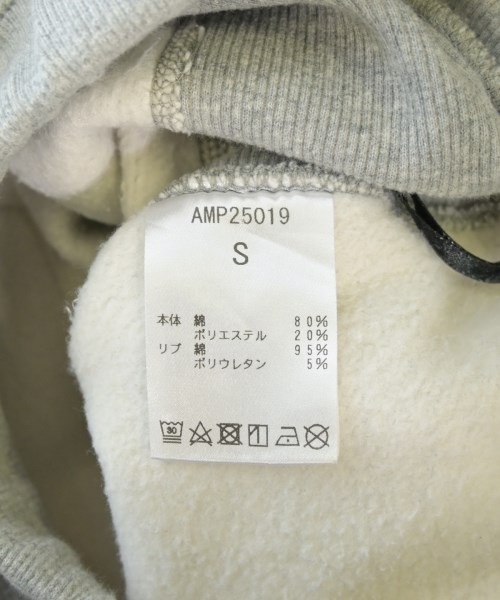 AMP25019
S
本体 綿 80%
ポリエステル 20%
リブ 綿 95%
ポリウレタン 5%
30